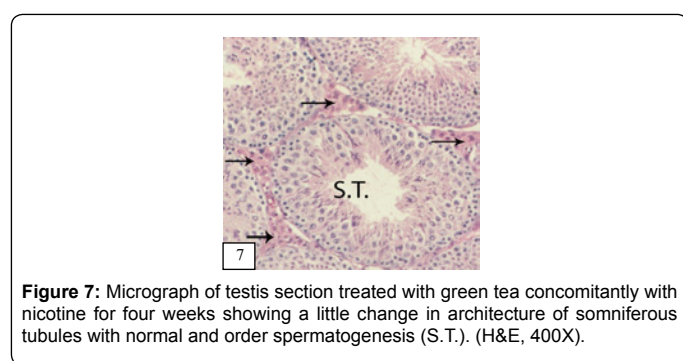 S.T.
7
Figure 7: Micrograph of testis section treated with green tea concomitantly with
nicotine for four weeks showing a little change in architecture of somniferous
tubules with normal and order spermatogenesis (S.T.). (H&E, 400X).